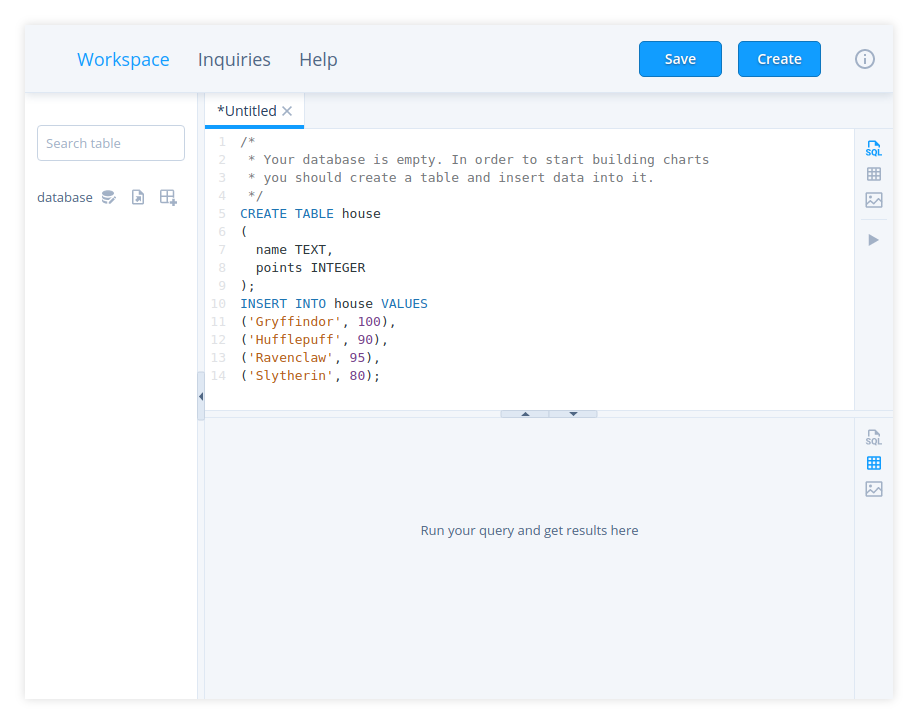 Workspace Inquiries Help Save Create
*Untitled
Search table
database
1 /*
2  * Your database is empty. In order to start building charts
3  * you should create a table and insert data into it.
4  */
5 CREATE TABLE house
6 (
7   name TEXT,
8   points INTEGER
9 );
10 INSERT INTO house VALUES
11 ('Gryffindor', 100),
12 ('Hufflepuff', 90),
13 ('Ravenclaw', 95),
14 ('Slytherin', 80);
SQL
SQL
Run your query and get results here